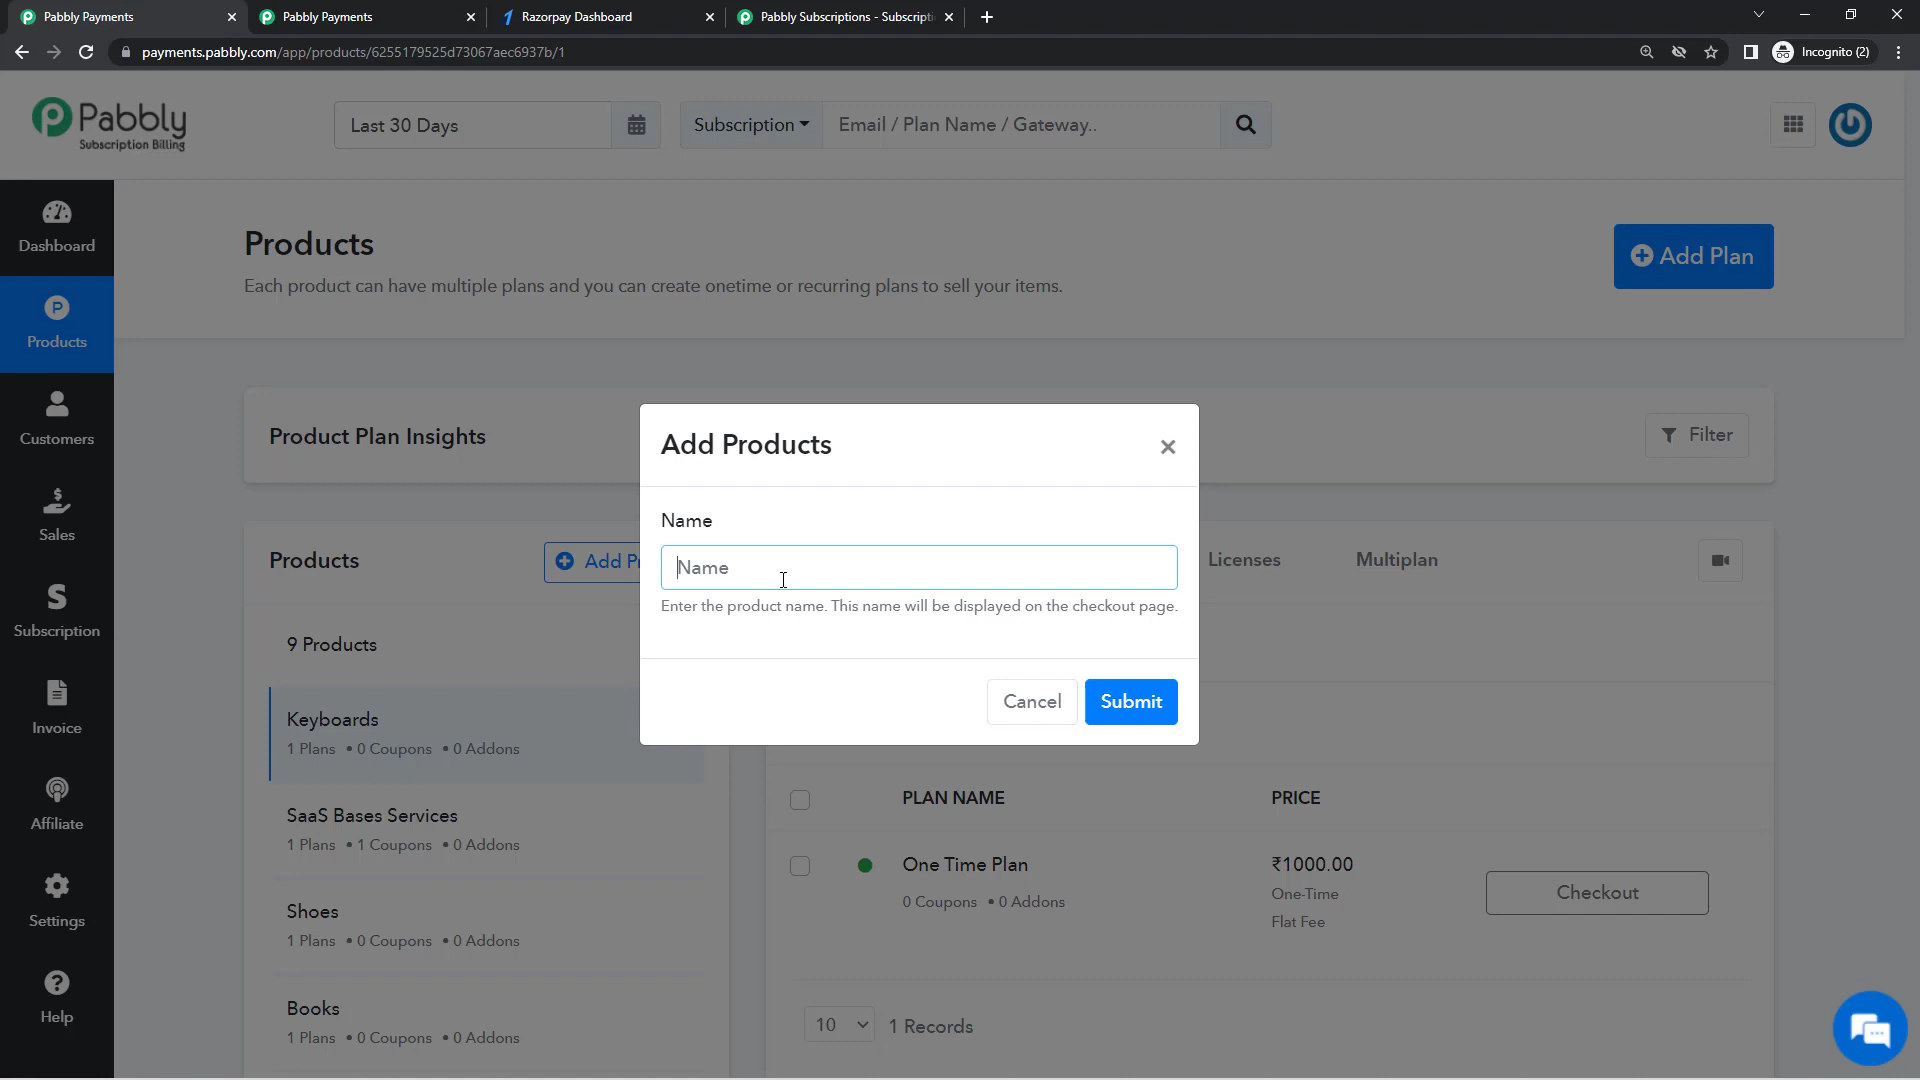 Pabbly Payments
Pabbly Payments
Razorpay Dashboard
Pabbly Subscriptions - Subscripti
payments.pabbly.com/app/products/6255179525d73067aec6937b/1
Incognito (2)
Pabbly
Subscription Billing
Last 30 Days
Subscription
Email / Plan Name / Gateway..
Dashboard
Products
Customers
Sales
Subscription
Invoice
Affiliate
Settings
Help
Products
Each product can have multiple plans and you can create onetime or recurring plans to sell your items.
Add Plan
Product Plan Insights
Filter
Products
Add Pr
9 Products
Keyboards
1 Plans • 0 Coupons • 0 Addons
SaaS Bases Services
1 Plans • 1 Coupons • 0 Addons
Shoes
1 Plans • 0 Coupons • 0 Addons
Books
1 Plans • 0 Coupons • 0 Addons
Add Products
×
Name
Name
Enter the product name. This name will be displayed on the checkout page.
Cancel
Submit
Licenses
Multiplan
PLAN NAME
PRICE
One Time Plan
0 Coupons • 0 Addons
₹1000.00
One-Time
Flat Fee
Checkout
10
1 Records